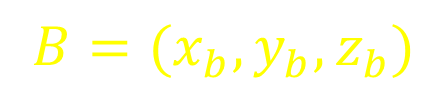 B = (x_b, y_b, z_b)